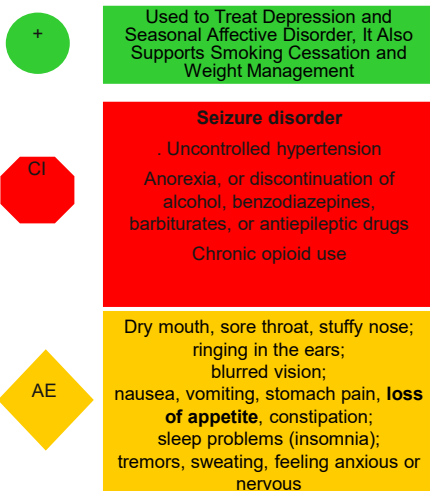 +
Used to Treat Depression and
Seasonal Affective Disorder, It Also
Supports Smoking Cessation and
Weight Management
CI
Seizure disorder
. Uncontrolled hypertension
Anorexia, or discontinuation of
alcohol, benzodiazepines,
barbiturates, or antiepileptic drugs
Chronic opioid use
AE
Dry mouth, sore throat, stuffy nose;
ringing in the ears;
blurred vision;
nausea, vomiting, stomach pain, loss
of appetite, constipation;
sleep problems (insomnia);
tremors, sweating, feeling anxious or
nervous